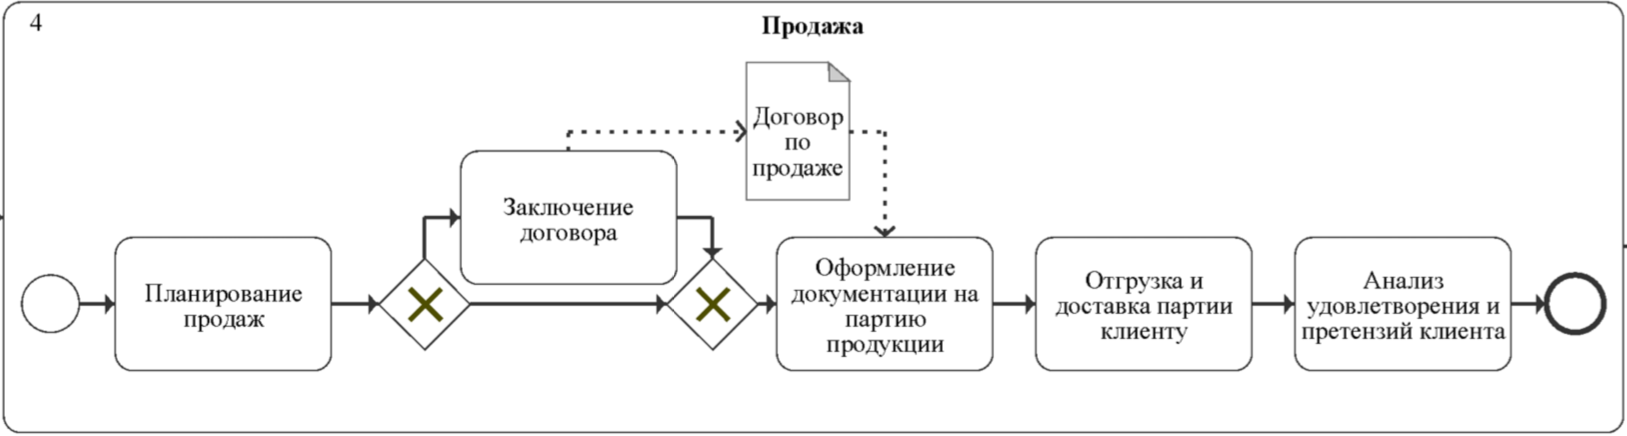 4
Продажа
Договор
по
продаже
Заключение
договора
Планирование
продаж
Оформление
документации на
партию
продукции
Отгрузка и
доставка партии
клиенту
Анализ
удовлетворения и
претензий клиента